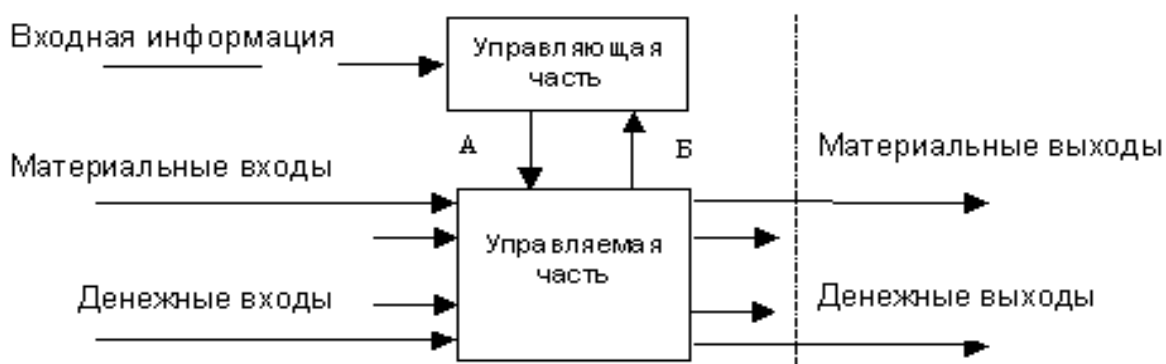 Входная информация
Управляющая
часть
А
Б
Материальные входы
Материальные выходы
Управляемая
часть
Денежные входы
Денежные выходы